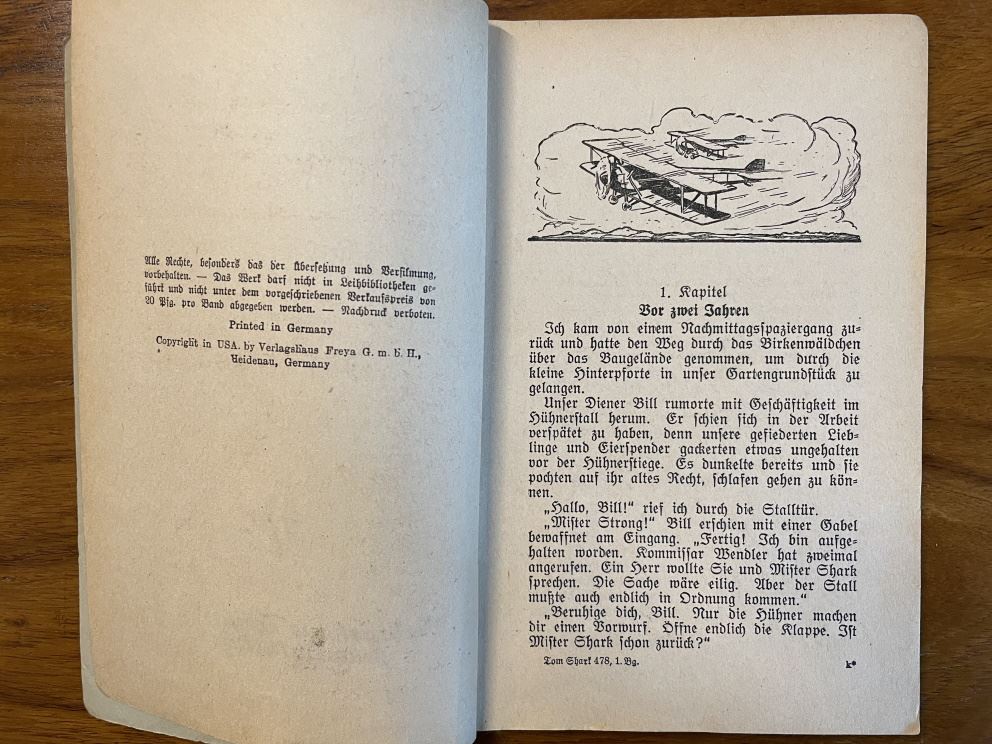 Alle Rechte, besonders das der Übersetzung und Verfilmung,
vorbehalten. — Das Werk darf nicht in Leihbibliotheken ge-
führt und nicht unter dem vorgeschriebenen Verkaufspreis von
20 Pfg. pro Band abgegeben werden. — Nachdruck verboten.
Printed in Germany
Copyright in USA. by Verlagshaus Freya G. m. b. H.,
Heidenau, Germany
1. Kapitel
Vor zwei Jahren
Ich kam von einem Nachmittagsspaziergang zu-
rück und hatte den Weg durch das Birkenwäldchen
über das Baugelände genommen, um durch die
kleine Hinterpforte in unser Gartengrundstück zu
gelangen.
Unser Diener Bill rumorte mit Geschäftigkeit im
Hühnerstall herum. Er schien sich in der Arbeit
verspätet zu haben, denn unsere gefiederten Lieb-
linge und Eierspender gackerten etwas ungehalten
vor der Hühnerstiege. Es dunkelte bereits und sie
pochten auf ihr altes Recht, schlafen gehen zu kön-
nen.
„Hallo, Bill!“ rief ich durch die Stalltür.
„Mister Strong!“ Bill erschien mit einer Gabel
bewaffnet am Eingang. „Fertig! Ich bin aufge-
halten worden. Kommissar Wendler hat zweimal
angerufen. Ein Herr wollte Sie und Mister Shark
sprechen. Die Sache wäre eilig. Aber der Stall
mußte auch endlich in Ordnung kommen.“
„Beruhige dich, Bill. Nur die Hühner machen
dir einen Vorwurf. Öffne endlich die Klappe. Ist
Mister Shark schon zurück?“
Tom Shark 478, 1. Bg.
k*